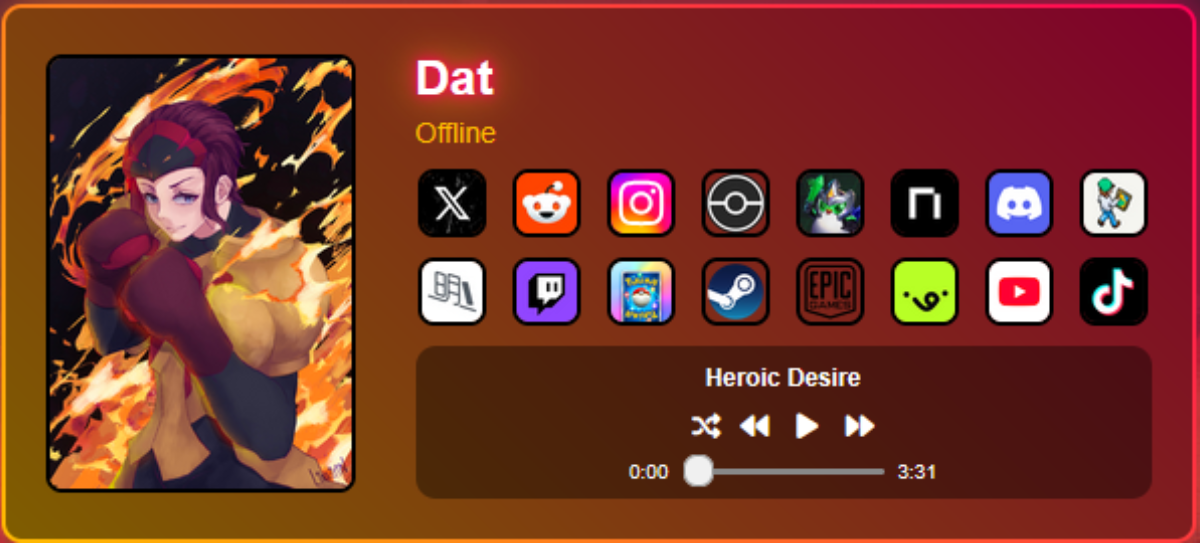 Dat
Offline
EPIC
GAMES
Heroic Desire
0:00 3:31